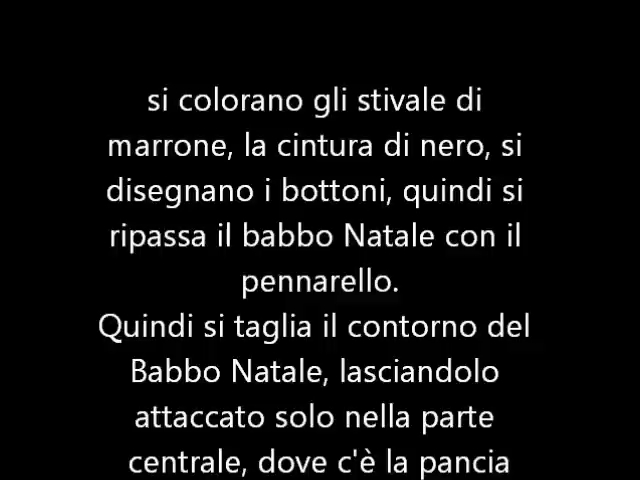 si colorano gli stivale di
marrone, la cintura di nero, si
disegnano i bottoni, quindi si
ripassa il babbo Natale con il
pennarello.
Quindi si taglia il contorno del
Babbo Natale, lasciandolo
attaccato solo nella parte
centrale, dove c'è la pancia